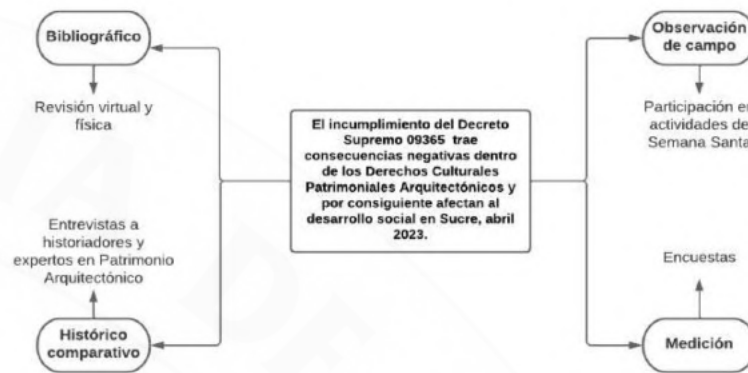 Bibliográfico
Revisión virtual y
física
Entrevistas a
historiadores y
expertos en Patrimonio
Arquitectónico
Histórico
comparativo
El incumplimiento del Decreto
Supremo 09365 trae
consecuencias negativas dentro
de los Derechos Culturales
Patrimoniales Arquitectónicos y
por consiguiente afectan al
desarrollo social en Sucre, abril
2023.
Observación
de campo
Participación en
actividades de
Semana Santa
Encuestas
Medición